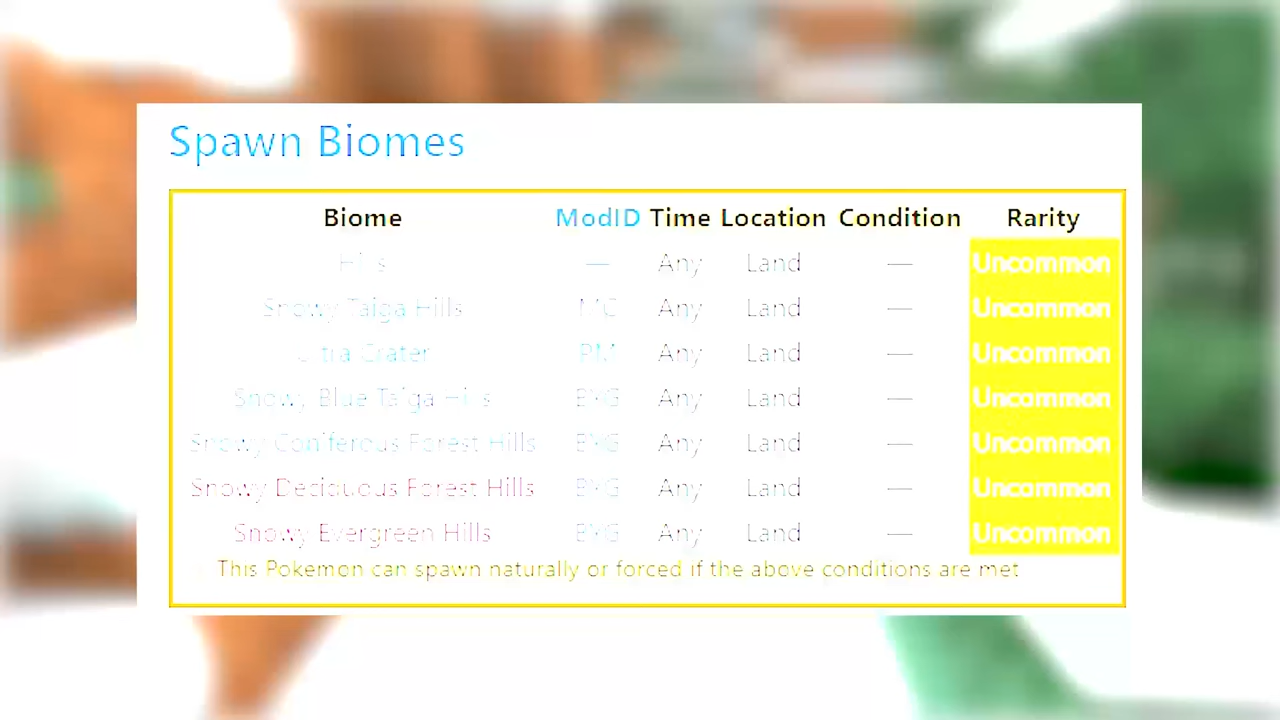 Spawn Biomes
Biome ModID Time Location Condition Rarity
Hills — Any Land — Uncommon
Snowy Taiga Hills MC Any Land — Uncommon
Ultra Crater PM Any Land — Uncommon
Snowy Blue Taiga Hills BYG Any Land — Uncommon
Snowy Coniferous Forest Hills BYG Any Land — Uncommon
Snowy Deciduous Forest Hills BYG Any Land — Uncommon
Snowy Evergreen Hills BYG Any Land — Uncommon
This Pokemon can spawn naturally or forced if the above conditions are met